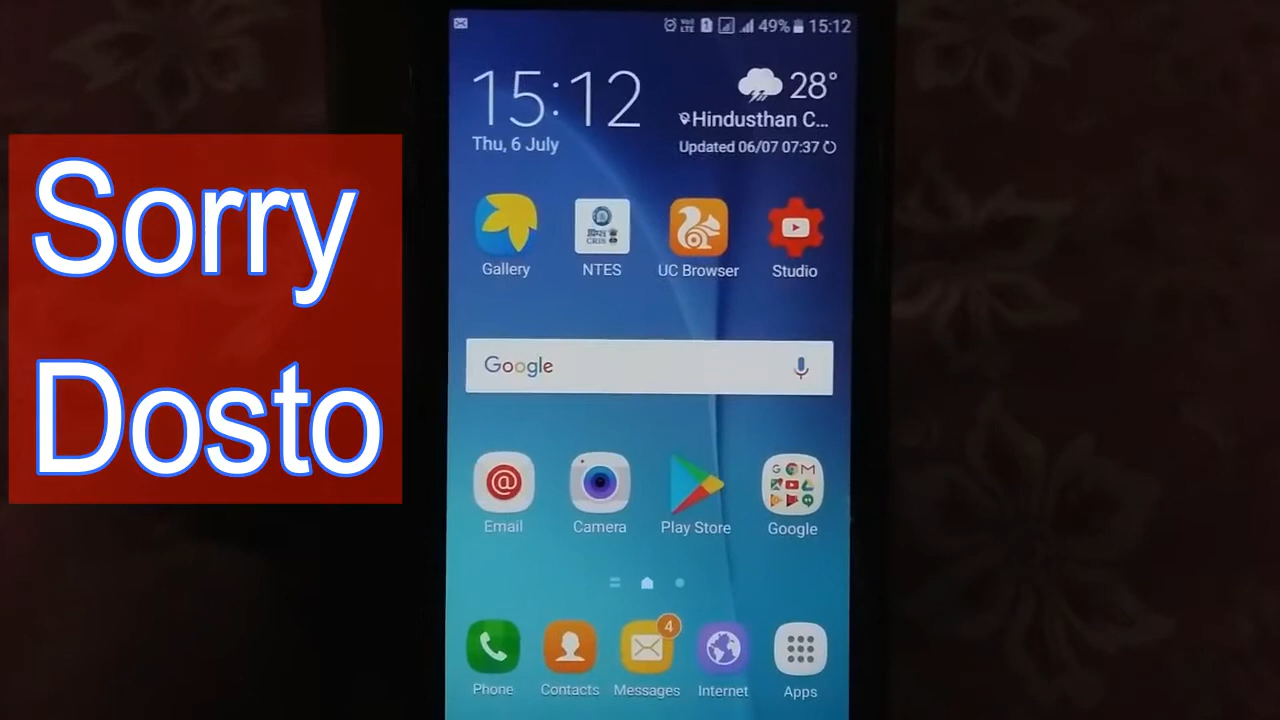 49% 15:12
15:12
28°
Hindusthan C...
Thu, 6 July
Updated 06/07 07:37
Sorry
Dosto
CRIS
Gallery
NTES
UC Browser
Studio
Google
Email
Camera
Play Store
Google
4
Phone
Contacts
Messages
Internet
Apps